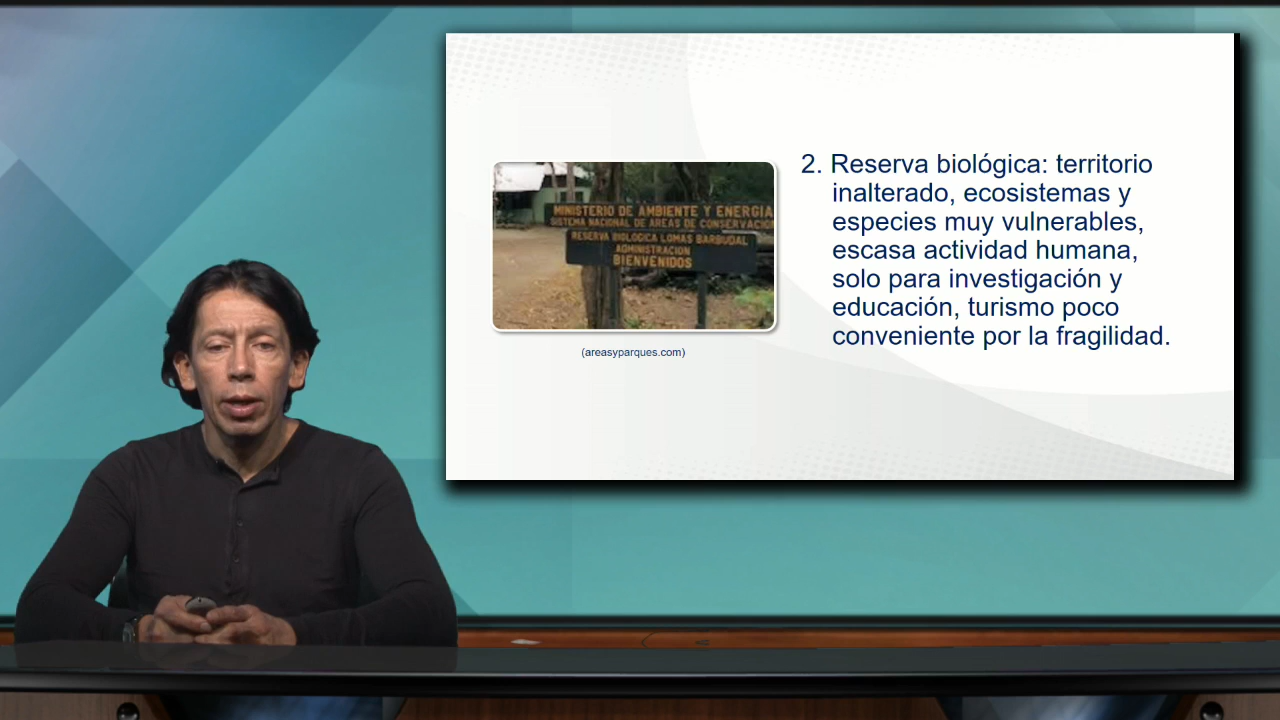 MINISTERIO DE AMBIENTE Y ENERGIA
SISTEMA NACIONAL DE AREAS DE CONSERVACION
RESERVA BIOLOGICA LOMAS BARBUDAL
ADMINISTRACION
BIENVENIDOS
(areasyparques.com)
2. Reserva biológica: territorio
inalterado, ecosistemas y
especies muy vulnerables,
escasa actividad humana,
solo para investigación y
educación, turismo poco
conveniente por la fragilidad.